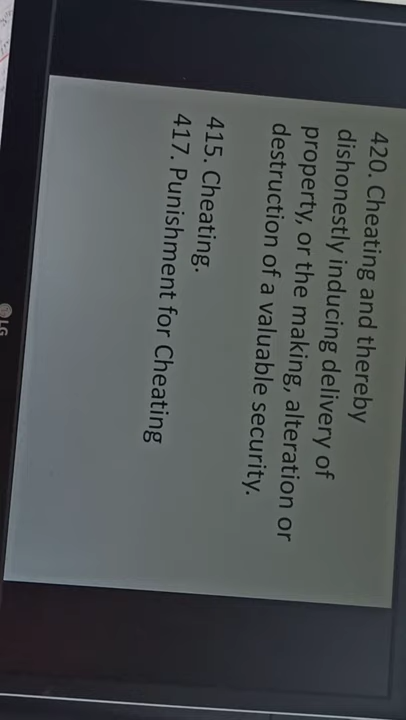 420. Cheating and thereby
dishonestly inducing delivery of
property, or the making, alteration or
destruction of a valuable security.
415. Cheating.
417. Punishment for Cheating
LG